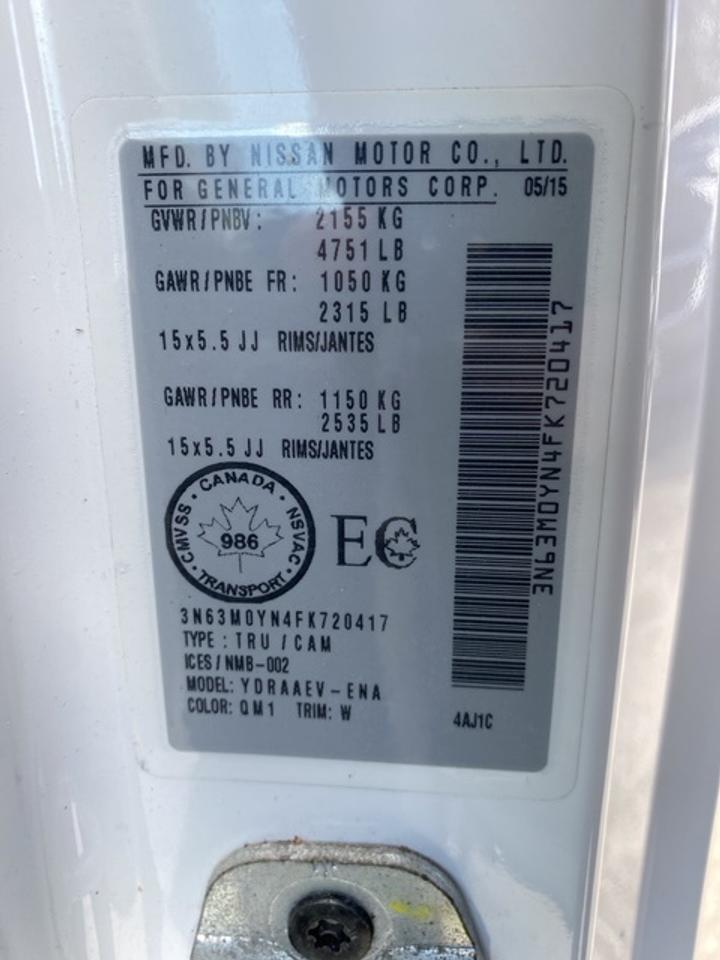 MFD. BY NISSAN MOTOR CO., LTD.
FOR GENERAL MOTORS CORP. 05/15
GVWR/PNBV: 2155 KG
4751 LB
GAWR/PNBE FR: 1050 KG
2315 LB
15x5.5 JJ RIMS/JANTES
GAWR/PNBE RR: 1150 KG
2535 LB
15x5.5 JJ RIMS/JANTES
· CANADA ·
CMVSS · NSVAC
986
· TRANSPORT ·
EC
3N63M0YN4FK720417
TYPE: TRU/CAM
ICES/NMB-002
MODEL: YDRAAEV-ENA
COLOR: QM1 TRIM: W
4AJ1C
3N63M0YN4FK720417